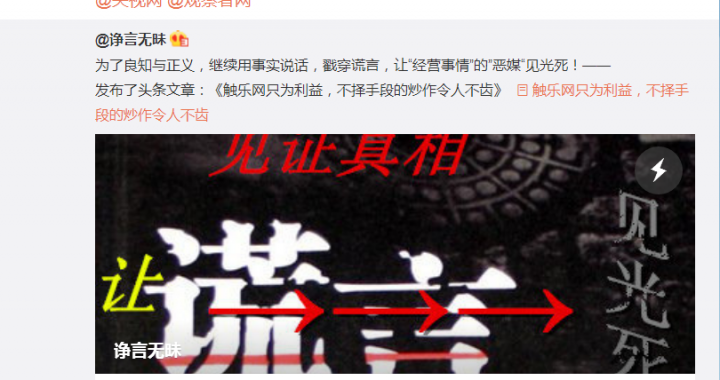 @央视网 @观察者网
@诤言无昧
为了良知与正义，继续用事实说话，戳穿谎言，让“经营事情”的“恶媒”见光死！——
发布了头条文章：《触乐网只为利益，不择手段的炒作令人不齿》 触乐网只为利益，不择手
段的炒作令人不齿
见证真相
让
谎言
见光死
诤言无昧